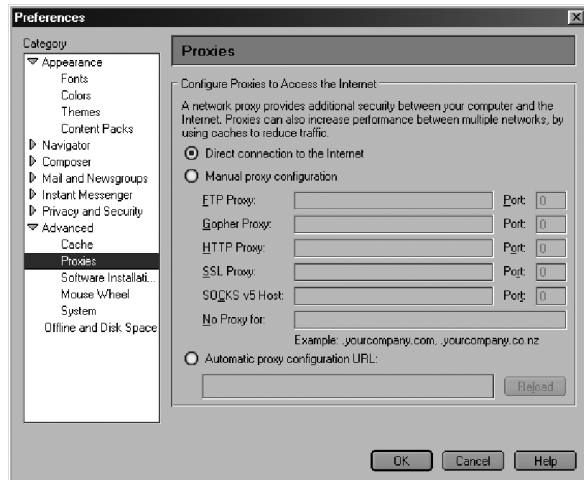 Preferences
Category
Appearance
Fonts
Colors
Themes
Content Packs
Navigator
Composer
Mail and Newsgroups
Instant Messenger
Privacy and Security
Advanced
Cache
Proxies
Software Installati...
Mouse Wheel
System
Offline and Disk Space
Proxies
Configure Proxies to Access the Internet
A network proxy provides additional security between your computer and the
Internet. Proxies can also increase performance between multiple networks, by
using caches to reduce traffic.
Direct connection to the Internet
Manual proxy configuration
FTP Proxy: Port: 0
Gopher Proxy: Port: 0
HTTP Proxy: Port: 0
SSL Proxy: Port: 0
SOCKS v5 Host: Port: 0
No Proxy for:
Example: .yourcompany.com, .yourcompany.co.nz
Automatic proxy configuration URL:
Reload
OK Cancel Help